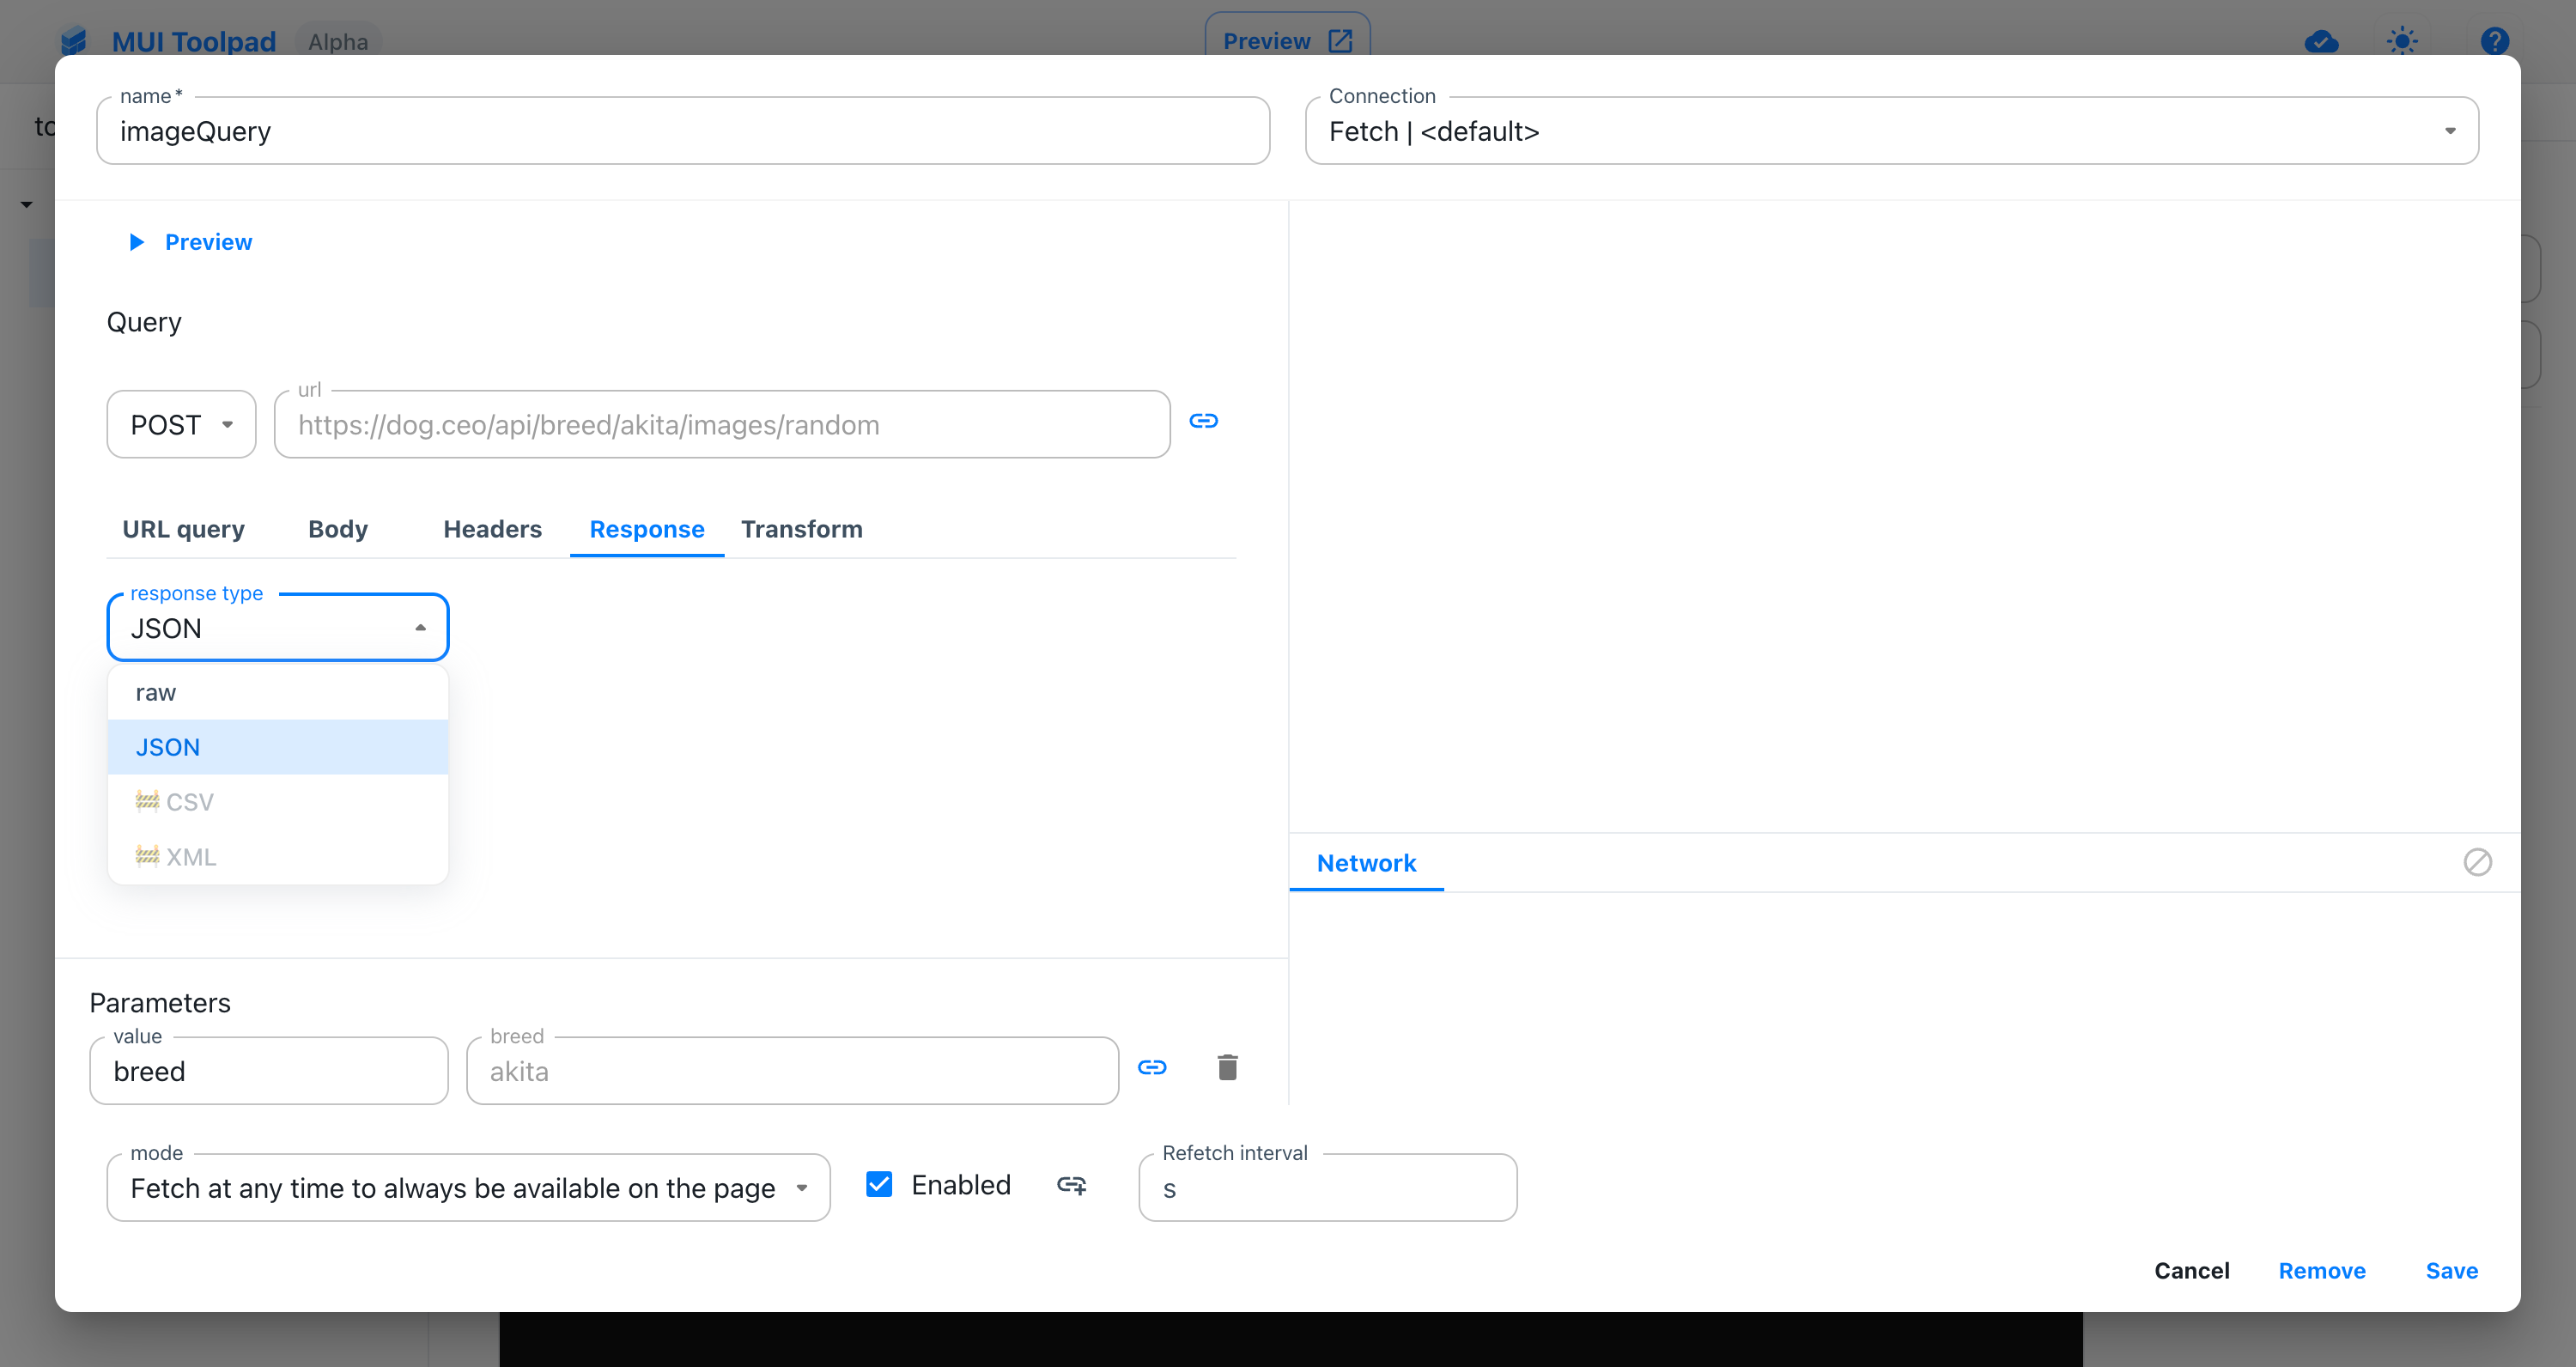 MUI Toolpad Alpha Preview
name *
imageQuery
Connection
Fetch | <default>
Preview
Query
POST
url
https://dog.ceo/api/breed/akita/images/random
URL query Body Headers Response Transform
response type
JSON
raw
JSON
🚧 CSV
🚧 XML
Network
Parameters
value
breed
breed
akita
mode
Fetch at any time to always be available on the page
Enabled
Refetch interval
s
Cancel Remove Save